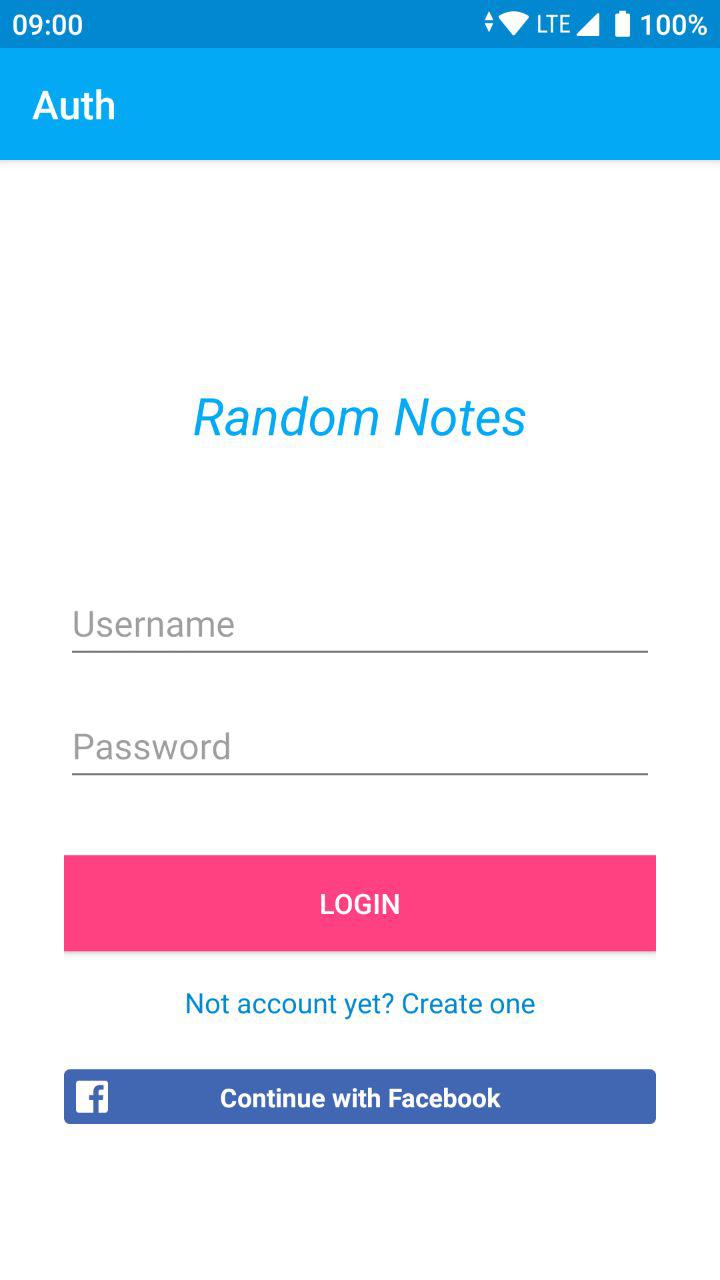 09:00 LTE 100%
Auth
Random Notes
Username
Password
LOGIN
Not account yet? Create one
Continue with Facebook